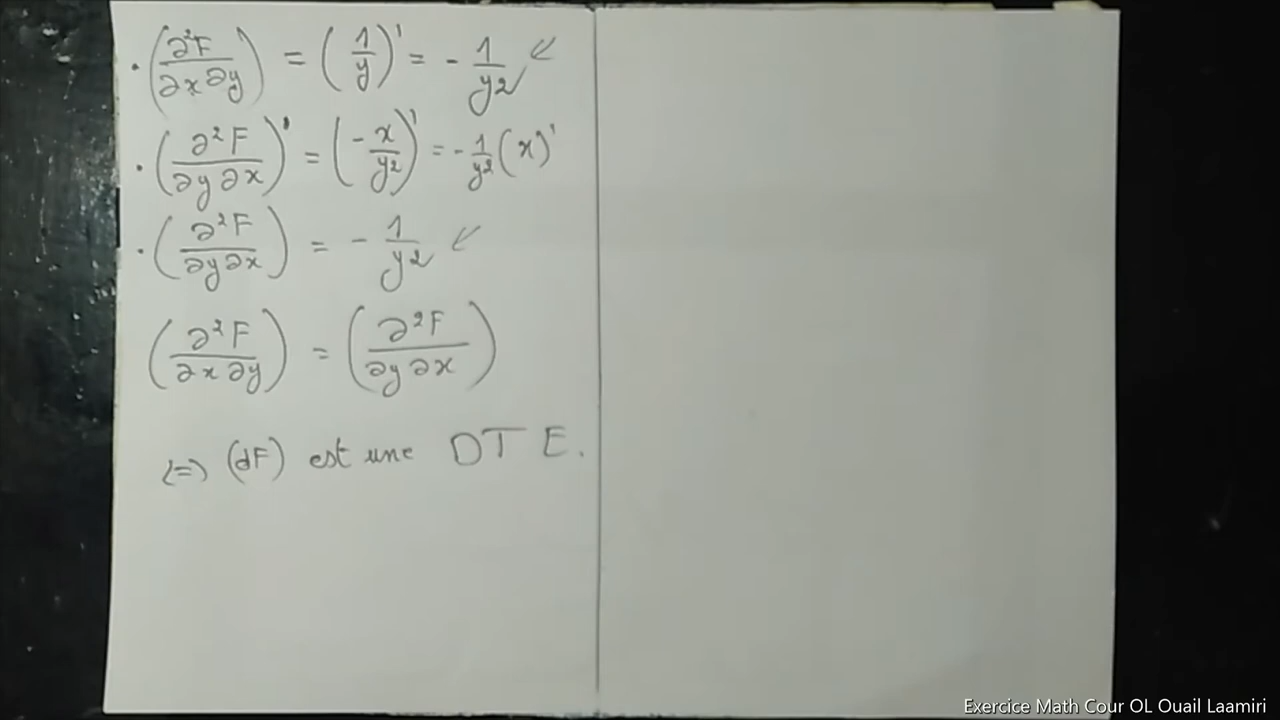 · (∂²F/∂x∂y) = (1/y)' = - 1/y² ↙
· (∂²F/∂y∂x)' = (-x/y²)' = - 1/y² (x)'
· (∂²F/∂y∂x) = - 1/y² ↙
(∂²F/∂x∂y) = (∂²F/∂y∂x)
(=) (dF) est une DTE.
Exercice Math Cour OL Ouail Laamiri